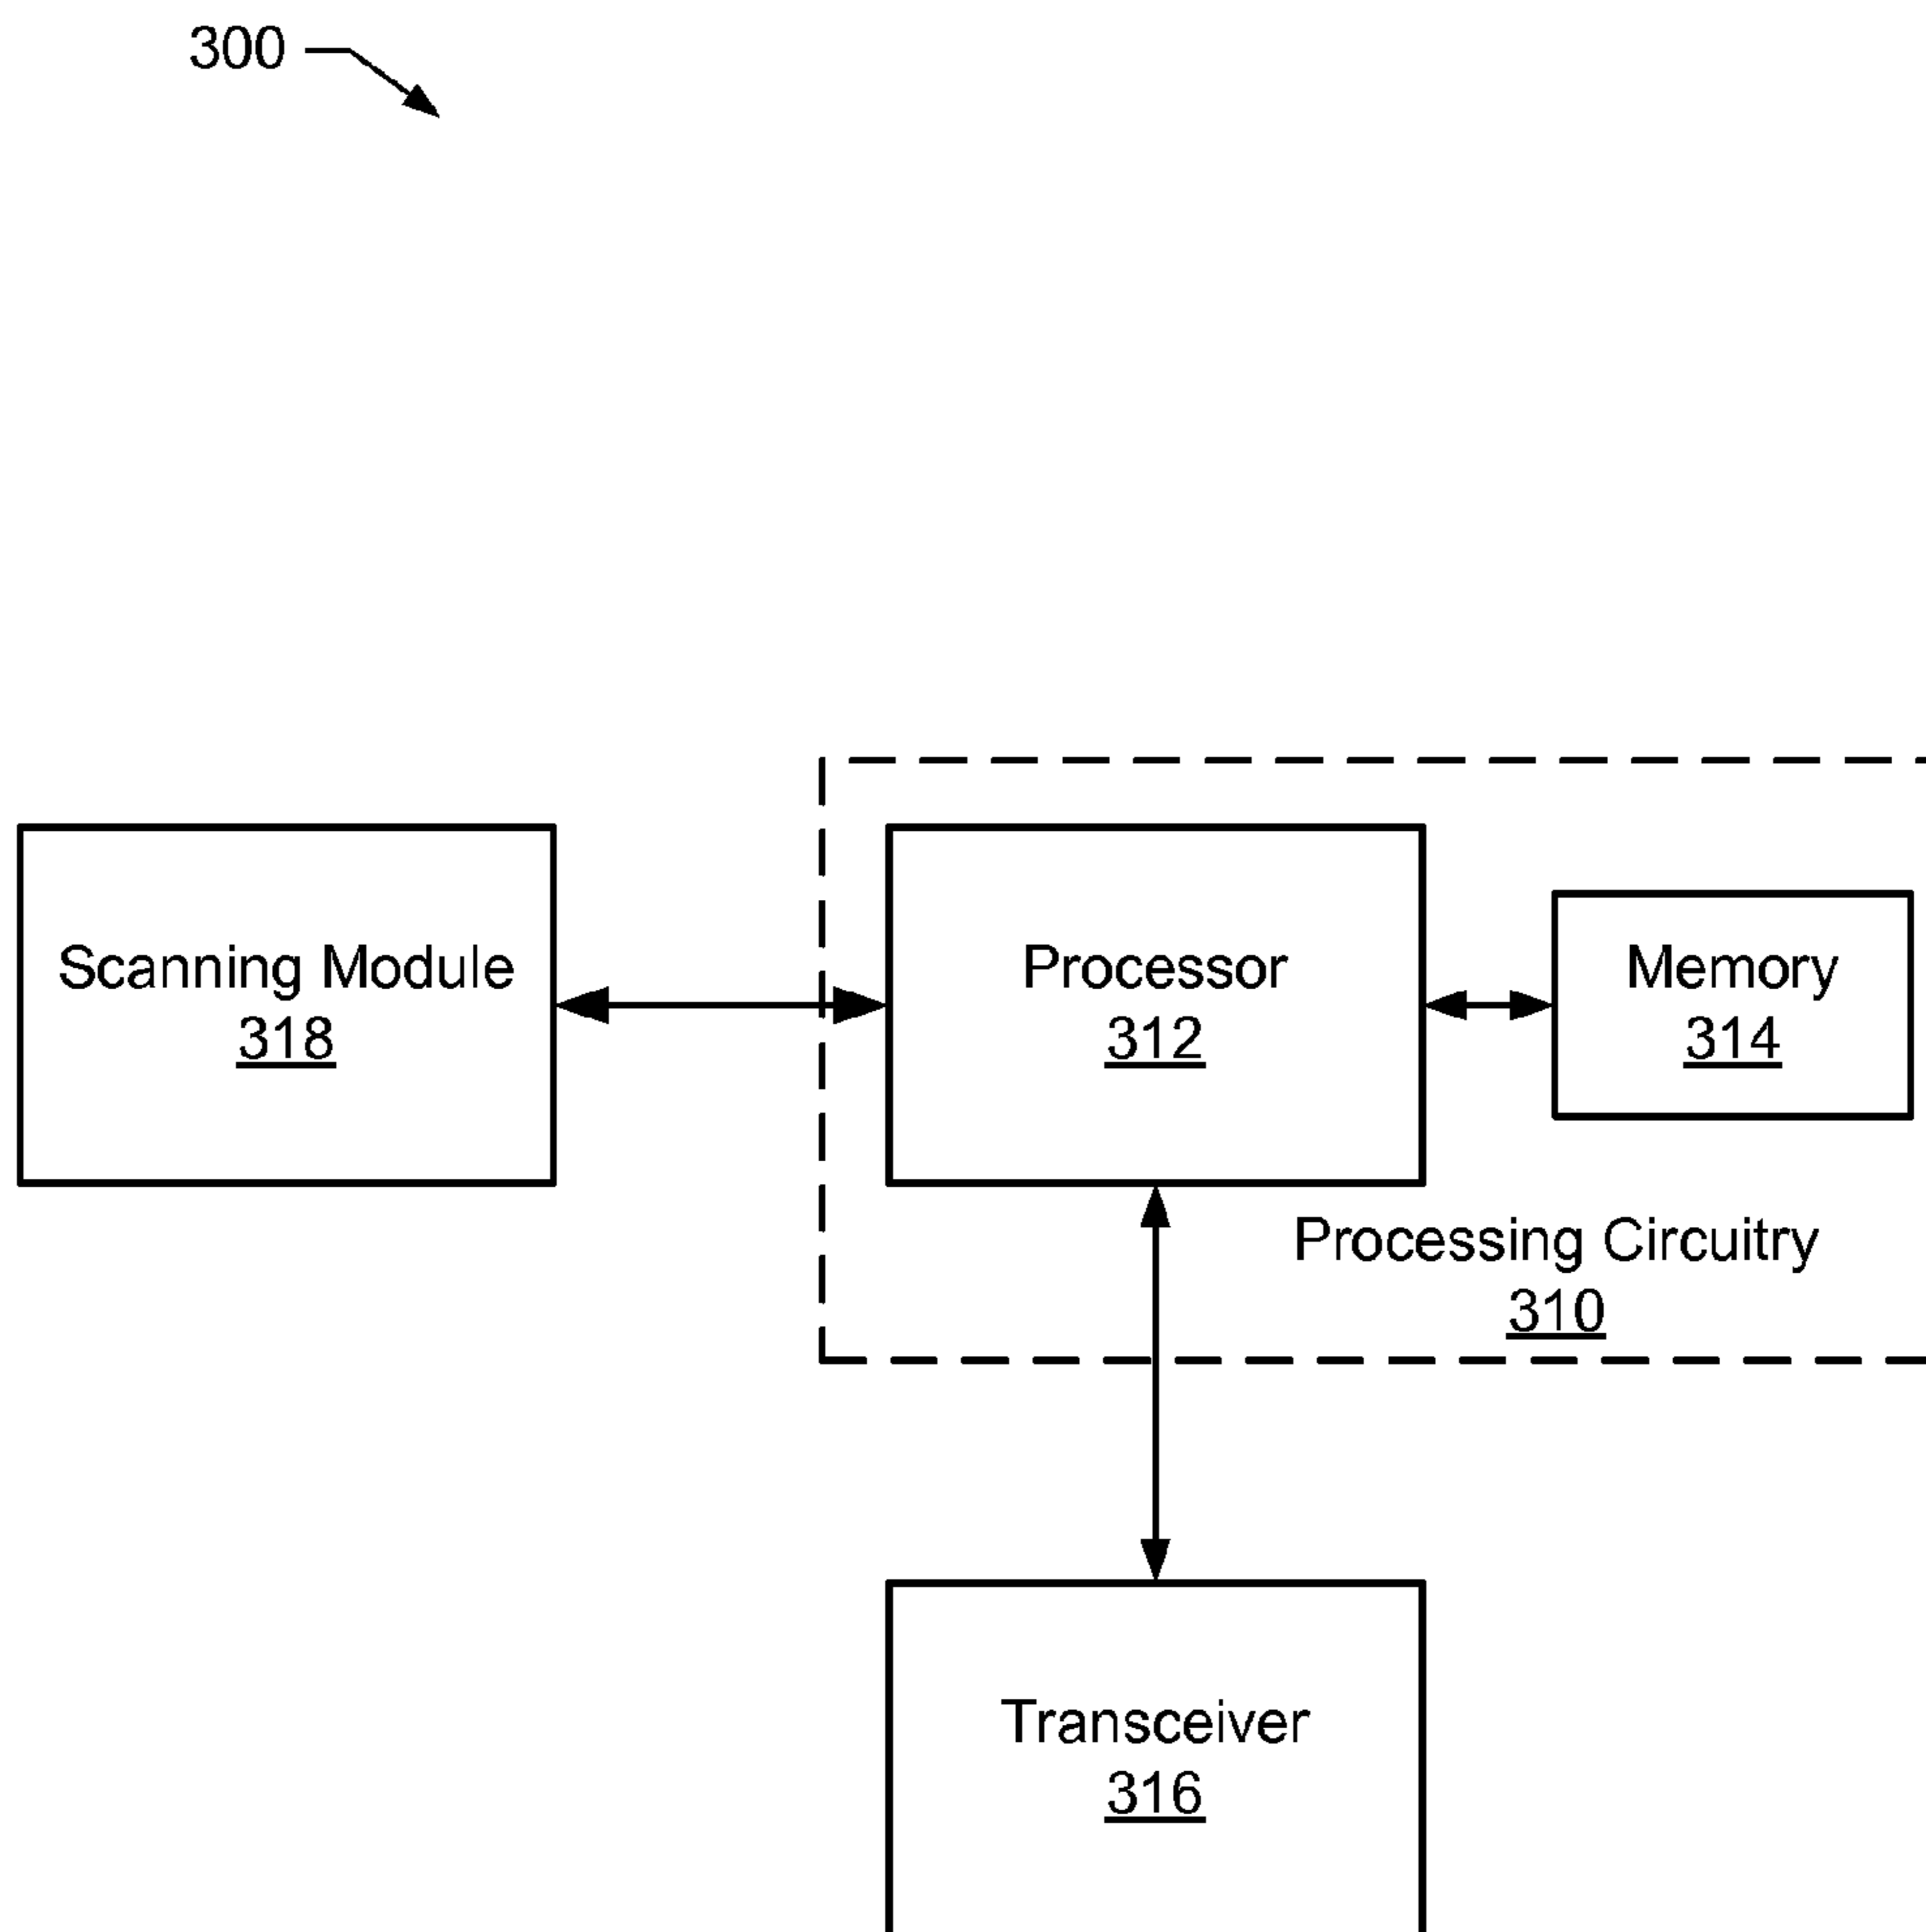 300
Scanning Module
318
Processor
312
Memory
314
Processing Circuitry
310
Transceiver
316